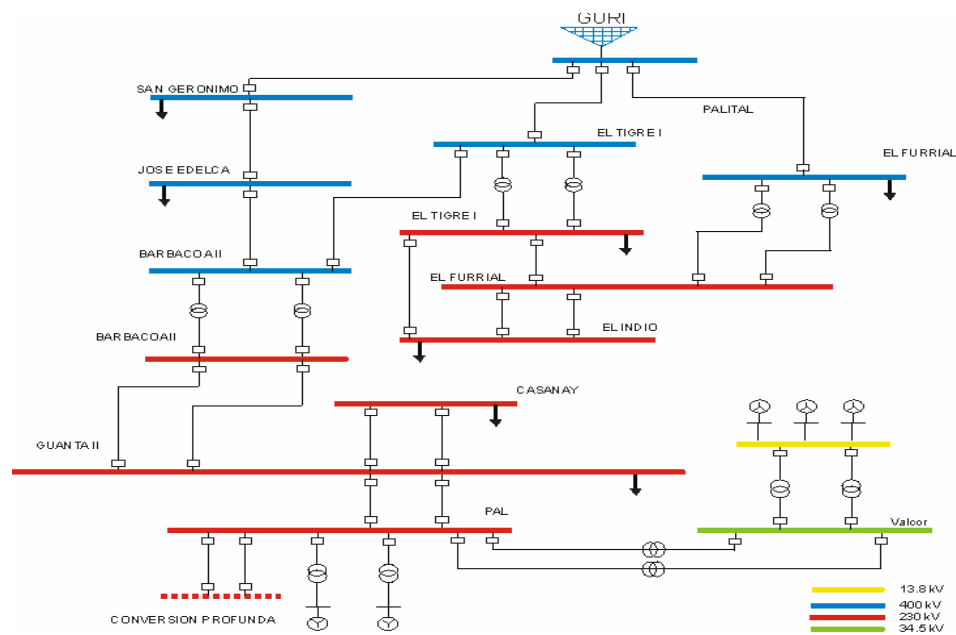 GURI
SAN GERONIMO
PALITAL
EL TIGRE I
JOSE EDELCA
EL FURRIAL
EL TIGRE I
BARBACOA II
EL FURRIAL
EL INDIO
BARBACOA II
CASANAY
GUANTA II
PAL
Valcor
CONVERSION PROFUNDA
13.8 kV
400 kV
230 kV
34.5 kV